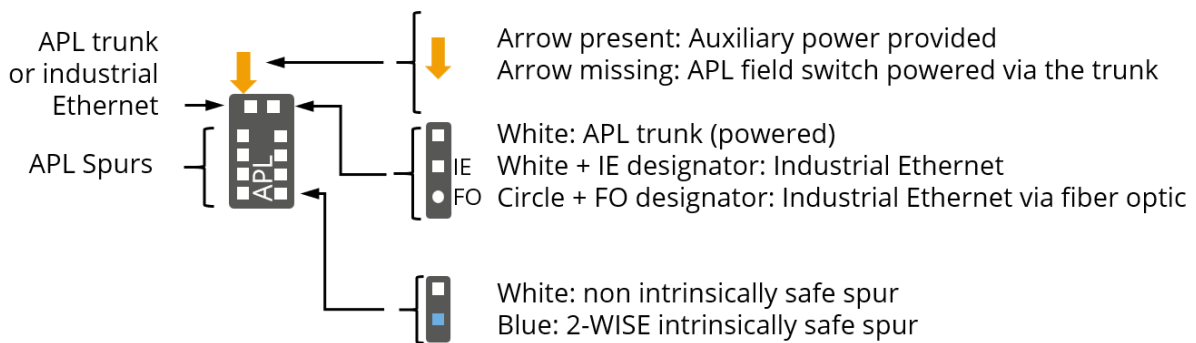 APL trunk
or industrial
Ethernet
APL Spurs
APL
Arrow present: Auxiliary power provided
Arrow missing: APL field switch powered via the trunk
White: APL trunk (powered)
IE White + IE designator: Industrial Ethernet
FO Circle + FO designator: Industrial Ethernet via fiber optic
White: non intrinsically safe spur
Blue: 2-WISE intrinsically safe spur